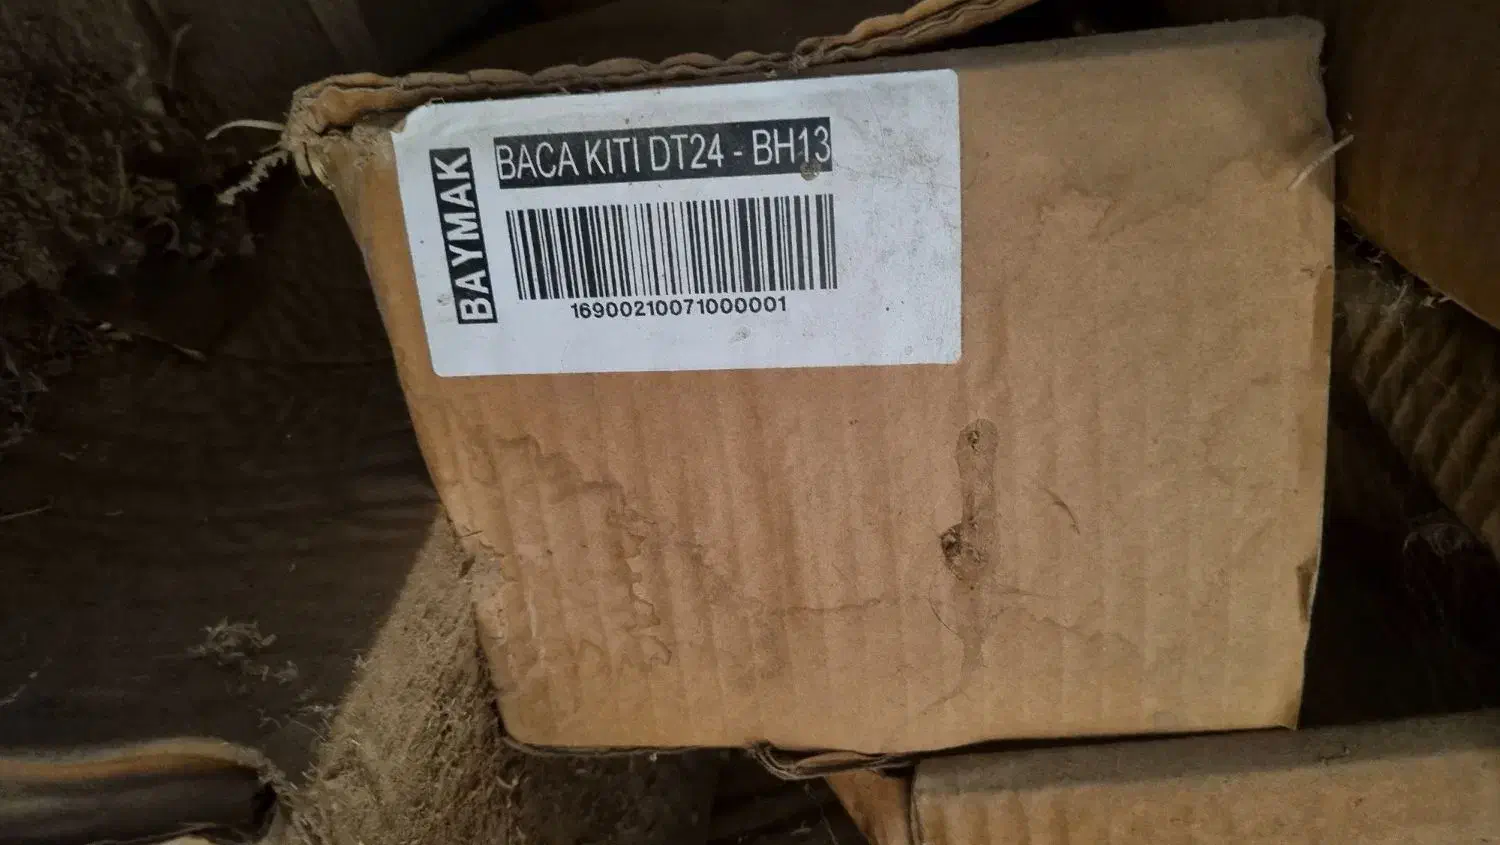 BAYMAK
BACA KITI DT24 - BH13
16900210071000001